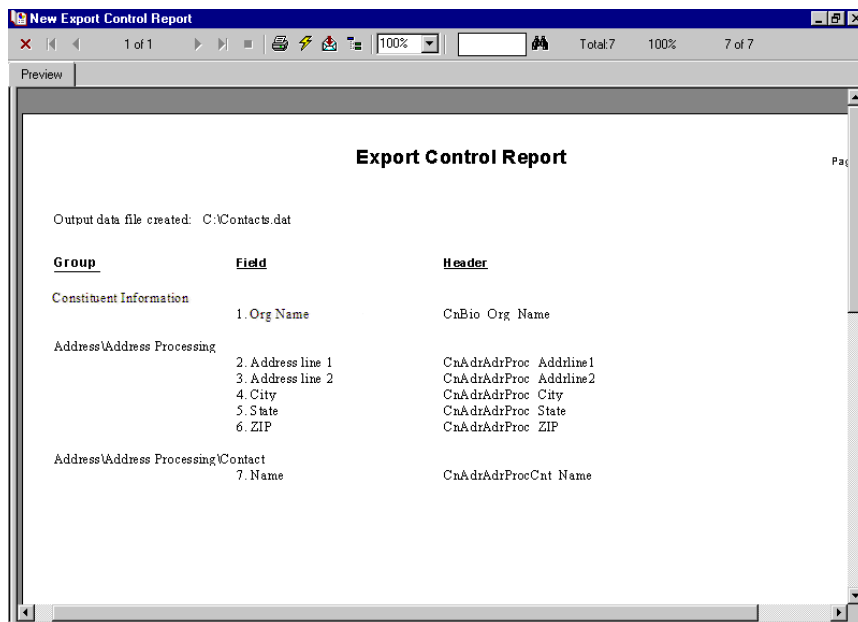 New Export Control Report
1 of 1 100% Total:7 100% 7 of 7
Preview
Export Control Report
Output data file created: C:\Contacts.dat
Group Field Header
Constituent Information
1. Org Name CnBio Org Name
Address\Address Processing
2. Address line 1 CnAdrAdrProc Addrline1
3. Address line 2 CnAdrAdrProc Addrline2
4. City CnAdrAdrProc City
5. State CnAdrAdrProc State
6. ZIP CnAdrAdrProc ZIP
Address\Address Processing\Contact
7. Name CnAdrAdrProcCnt Name